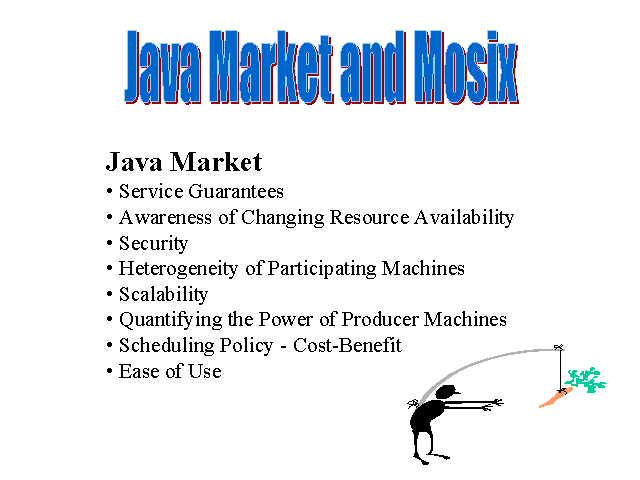 Java Market and Mosix
Java Market
• Service Guarantees
• Awareness of Changing Resource Availability
• Security
• Heterogeneity of Participating Machines
• Scalability
• Quantifying the Power of Producer Machines
• Scheduling Policy - Cost-Benefit
• Ease of Use